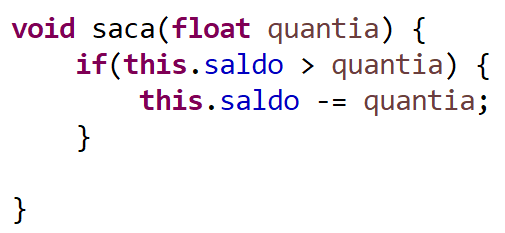 void saca(float quantia) {
    if(this.saldo > quantia) {
        this.saldo -= quantia;
    }
}